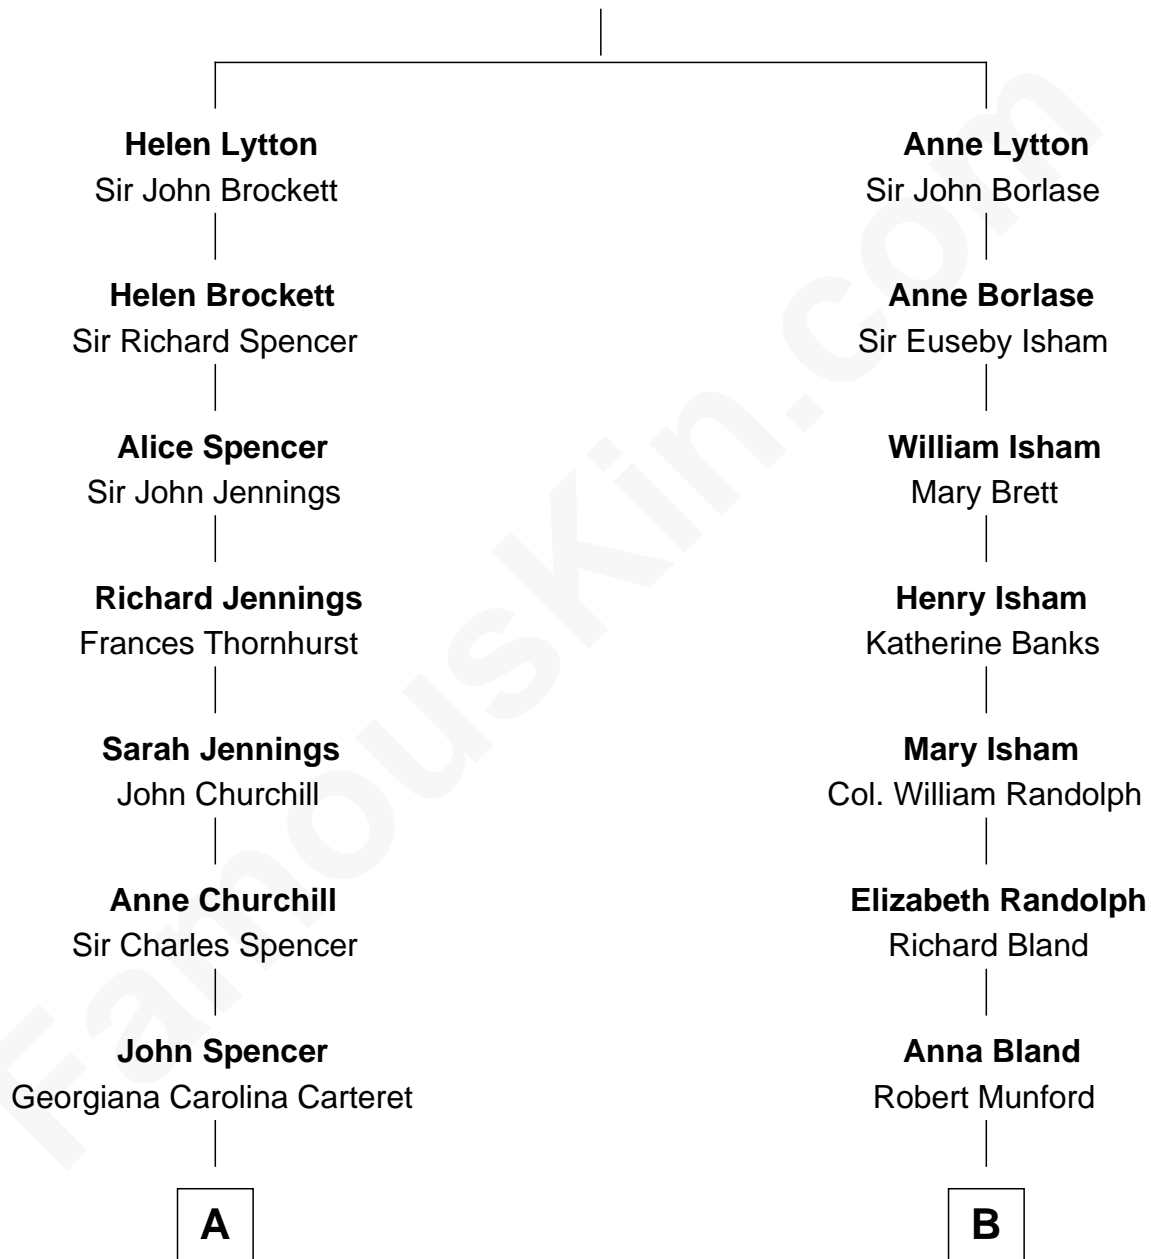 Helen Lytton
Sir John Brockett
Helen Brockett
Sir Richard Spencer
Alice Spencer
Sir John Jennings
Richard Jennings
Frances Thornhurst
Sarah Jennings
John Churchill
Anne Churchill
Sir Charles Spencer
John Spencer
Georgiana Carolina Carteret
A
Anne Lytton
Sir John Borlase
Anne Borlase
Sir Euseby Isham
William Isham
Mary Brett
Henry Isham
Katherine Banks
Mary Isham
Col. William Randolph
Elizabeth Randolph
Richard Bland
Anna Bland
Robert Munford
B
FamousKin.com